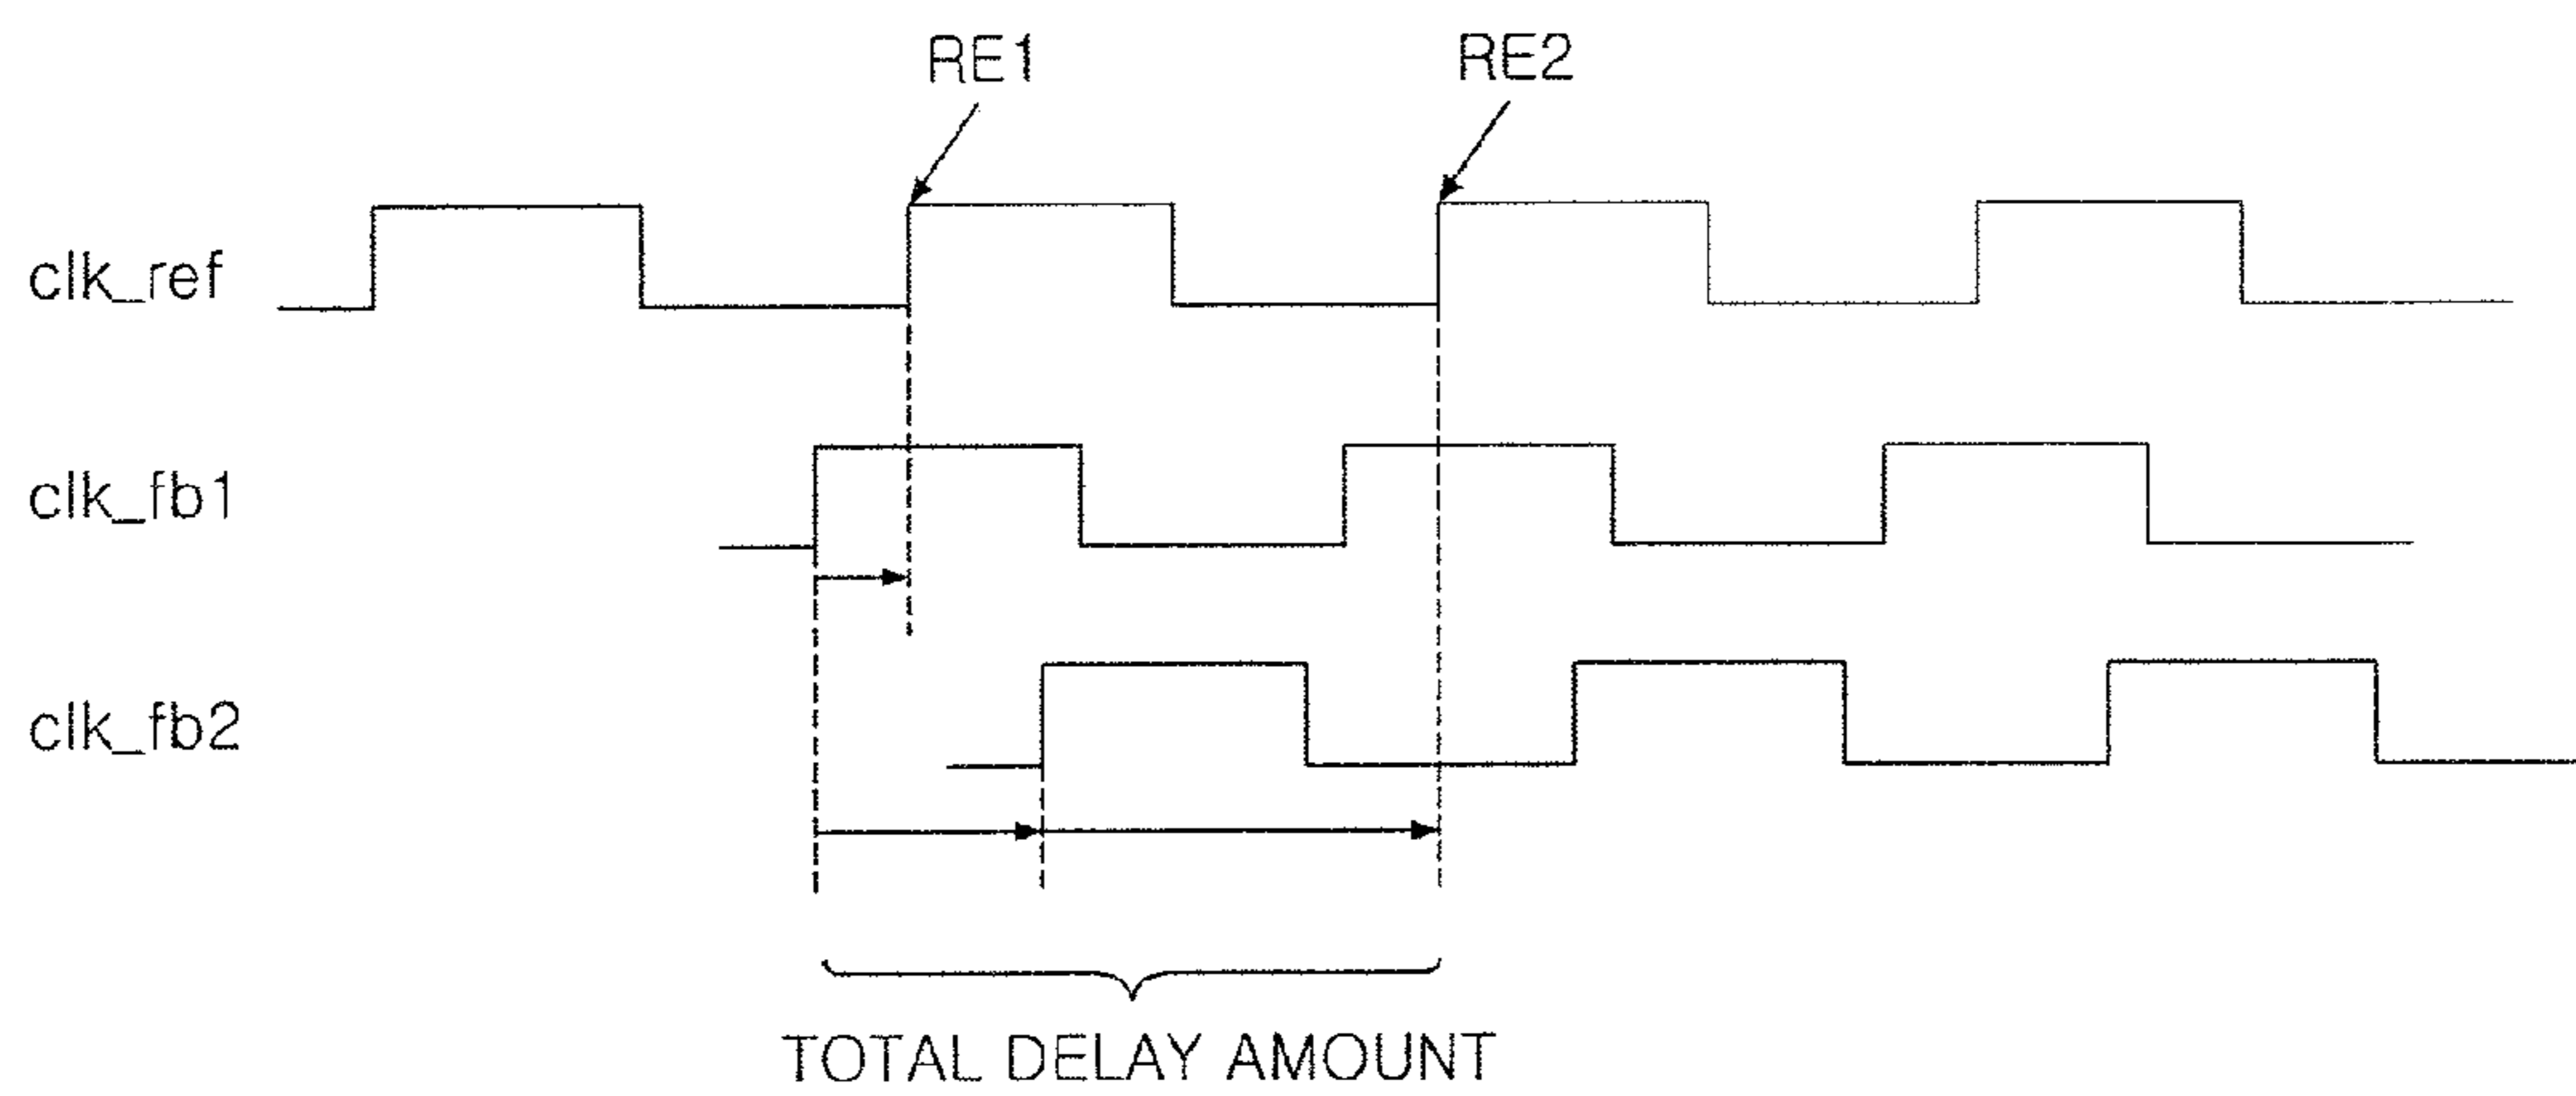 RE1
RE2
clk_ref
clk_fb1
clk_fb2
TOTAL DELAY AMOUNT